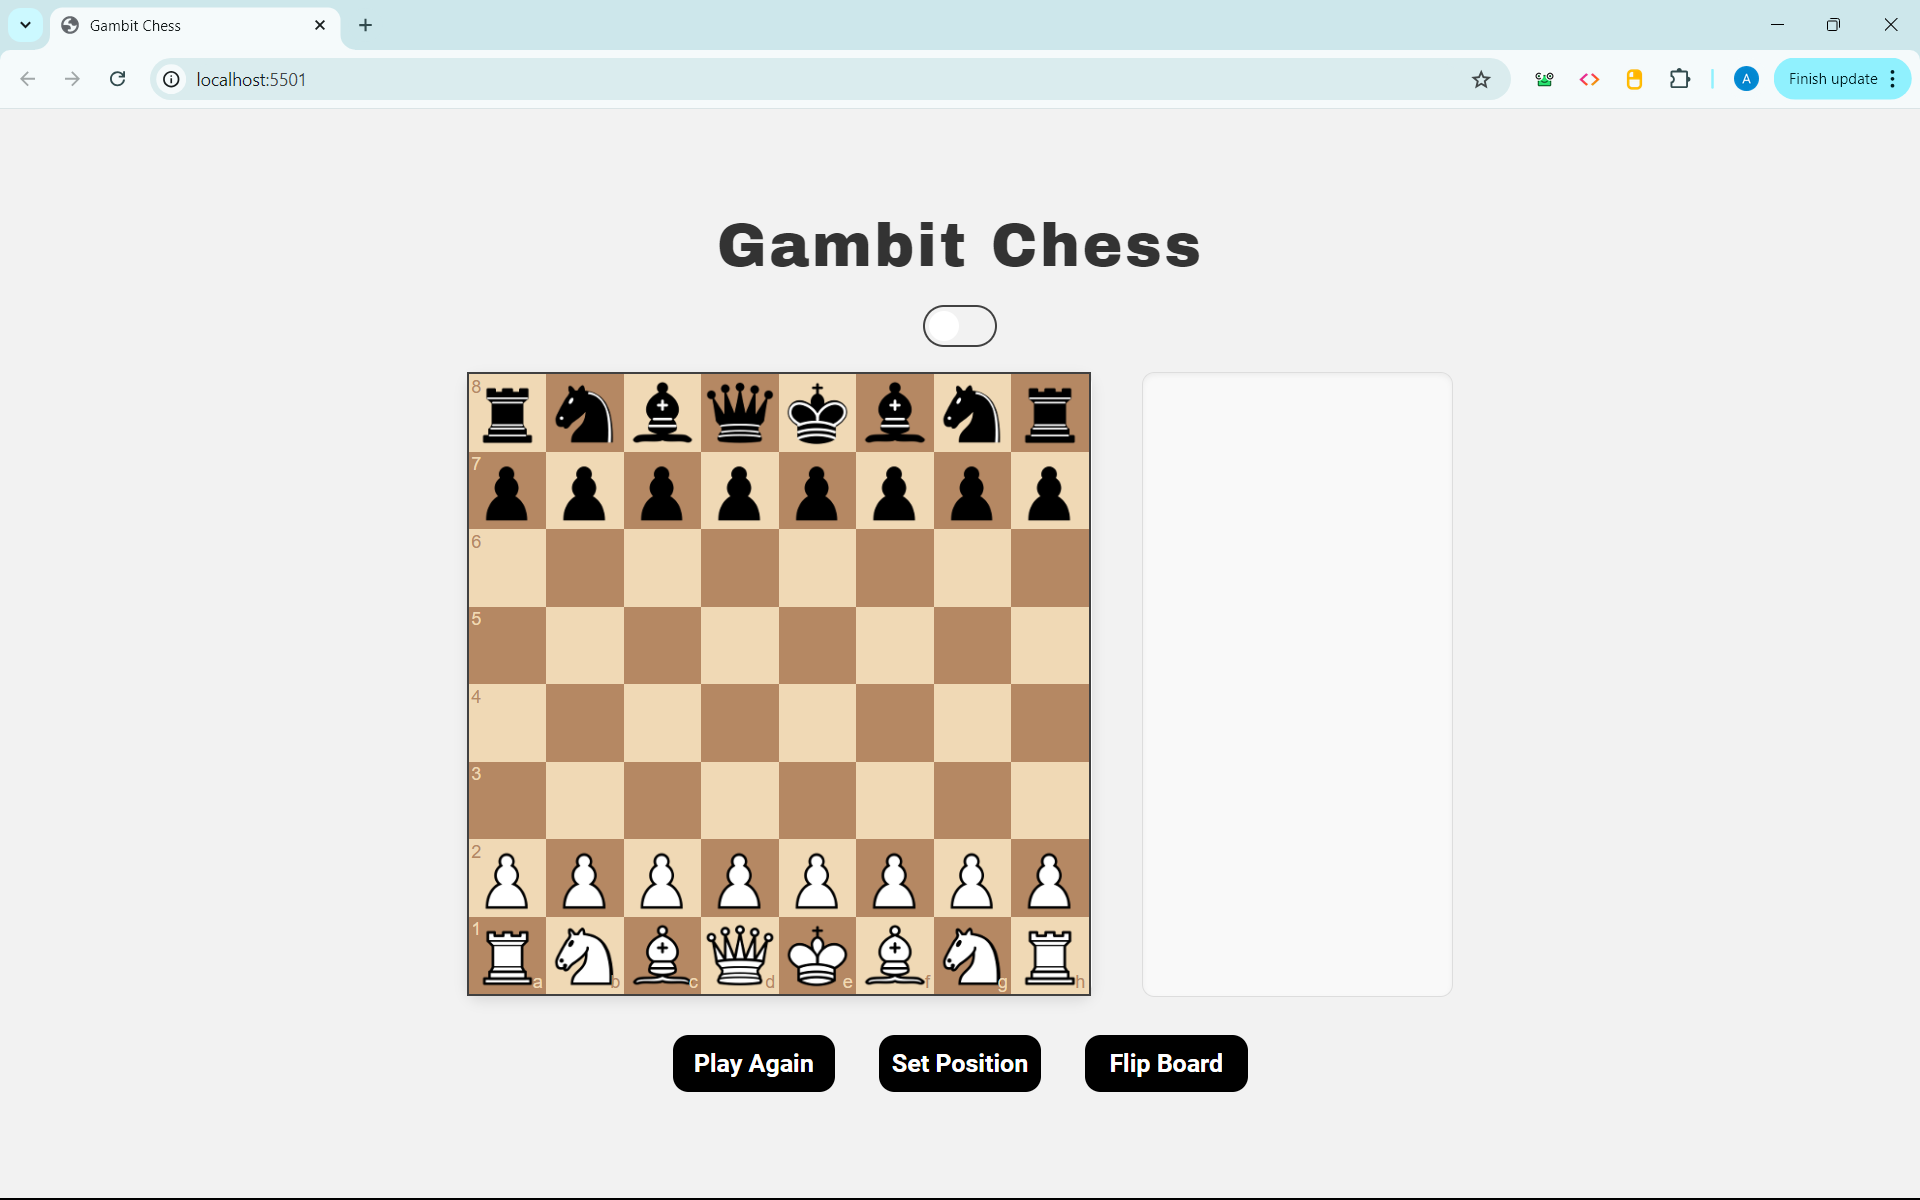 Gambit Chess
localhost:5501
A
Finish update
Gambit Chess
8
7
6
5
4
3
2
1
a b c d e f g h
Play Again
Set Position
Flip Board